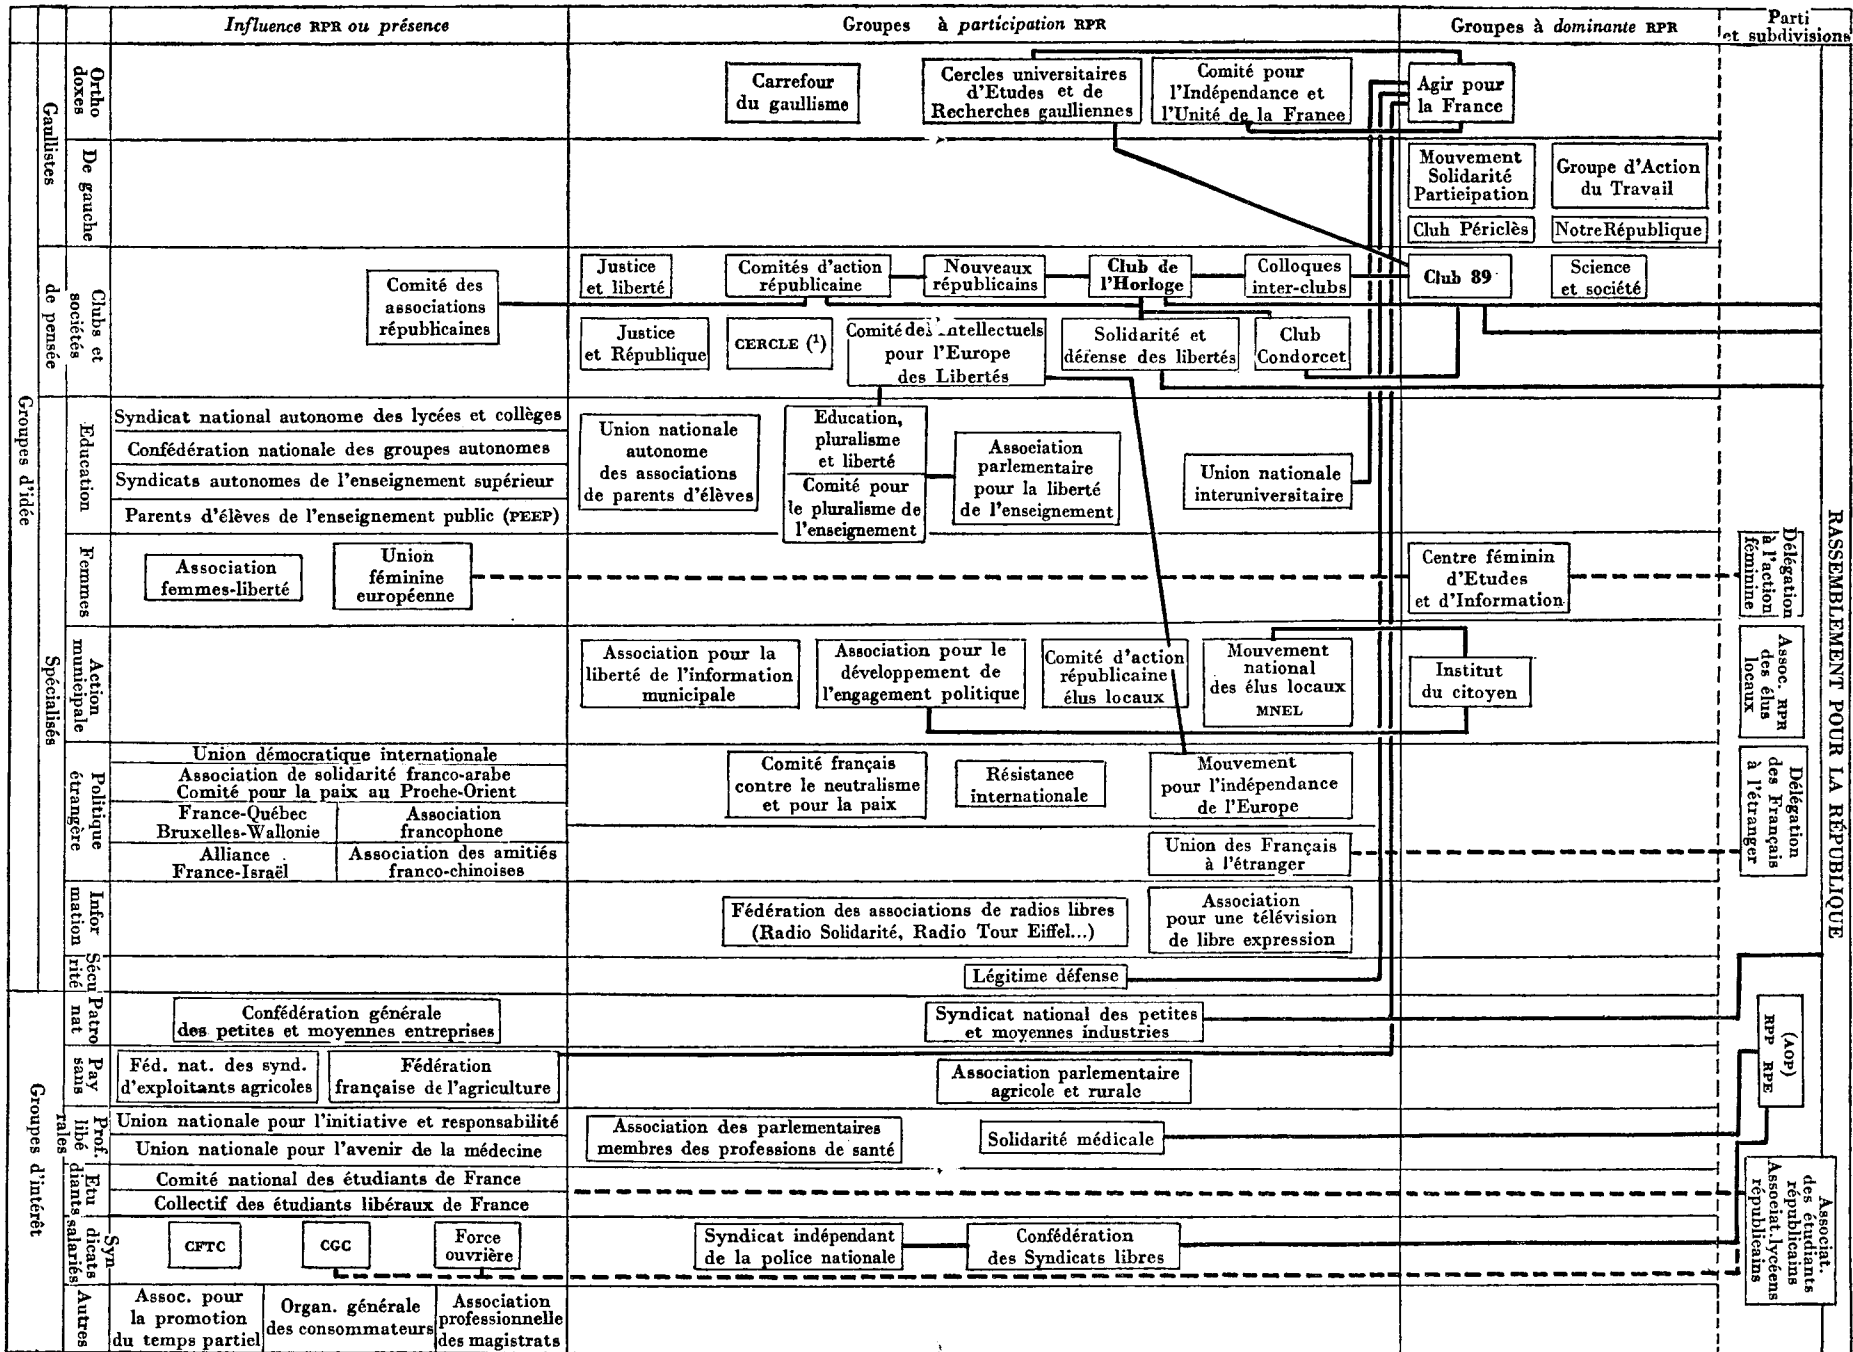 Influence RPR ou présence
Groupes à participation RPR
Groupes à dominante RPR
Parti
et subdivisions
Groupes d'idée
Gaullistes
Ortho
doxes
Carrefour
du gaullisme
Cercles universitaires
d'Etudes et de
Recherches gaulliennes
Comité pour
l'Indépendance et
l'Unité de la France
Agir pour
la France
De gauche
Mouvement
Solidarité
Participation
Groupe d'Action
du Travail
Club Périclès
Notre République
Clubs et
sociétés
de pensée
Comité des
associations
républicaines
Justice
et liberté
Comités d'action
républicaine
Nouveaux
républicains
Club de
l'Horloge
Colloques
inter-clubs
Club 89
Science
et société
Justice
et République
CERCLE (1)
Comité des Intellectuels
pour l'Europe
des Libertés
Solidarité et
défense des libertés
Club
Condorcet
Spécialisés
Education
Syndicat national autonome des lycées et collèges
Confédération nationale des groupes autonomes
Syndicats autonomes de l'enseignement supérieur
Parents d'élèves de l'enseignement public (PEEP)
Union nationale
autonome
des associations
de parents d'élèves
Education,
pluralisme
et liberté
Comité pour
le pluralisme de
l'enseignement
Association
parlementaire
pour la liberté
de l'enseignement
Union nationale
interuniversitaire
Femmes
Association
femmes-liberté
Union
féminine
européenne
Centre féminin
d'Etudes
et d'Information
Délégation
à l'action
féminine
Action
municipale
Association pour la
liberté de l'information
municipale
Association pour le
développement de
l'engagement politique
Comité d'action
républicaine
élus locaux
Mouvement
national
des élus locaux
MNEL
Institut
du citoyen
Assoc. RPR
des élus
locaux
Politique
étrangère
Union démocratique internationale
Association de solidarité franco-arabe
Comité pour la paix au Proche-Orient
France-Québec
Bruxelles-Wallonie
Association
francophone
Alliance
France-Israël
Association des amitiés
franco-chinoises
Comité français
contre le neutralisme
et pour la paix
Résistance
internationale
Mouvement
pour l'indépendance
de l'Europe
Union des Français
à l'étranger
Délégation
des Français
à l'étranger
Infor
mation
Fédération des associations de radios libres
(Radio Solidarité, Radio Tour Eiffel...)
Association
pour une télévision
de libre expression
Sécu
rité
Légitime défense
RASSEMBLEMENT POUR LA RÉPUBLIQUE
Groupes d'intérêt
Patro
nat
Confédération générale
des petites et moyennes entreprises
Syndicat national des petites
et moyennes industries
(AOP)
RPP RPE
Pay
sans
Féd. nat. des synd.
d'exploitants agricoles
Fédération
française de l'agriculture
Association parlementaire
agricole et rurale
Prof.
libé
rales
Union nationale pour l'initiative et responsabilité
Union nationale pour l'avenir de la médecine
Association des parlementaires
membres des professions de santé
Solidarité médicale
Etu
diants
Comité national des étudiants de France
Collectif des étudiants libéraux de France
Associat.
des étudiants
républicains
Associat. lycéens
républicains
Syn
dicats
salariés
CFTC
CGC
Force
ouvrière
Syndicat indépendant
de la police nationale
Confédération
des Syndicats libres
Autres
Assoc. pour
la promotion
du temps partiel
Organ. générale
des consommateurs
Association
professionnelle
des magistrats